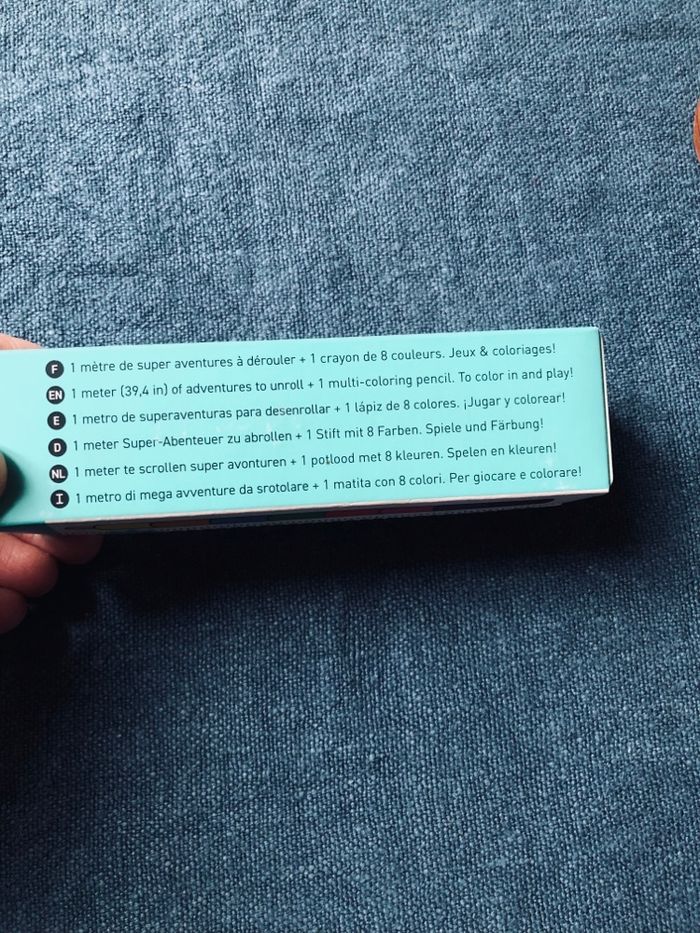 F 1 mètre de super aventures à dérouler + 1 crayon de 8 couleurs. Jeux & coloriages!
EN 1 meter (39,4 in) of adventures to unroll + 1 multi-coloring pencil. To color in and play!
E 1 metro de superaventuras para desenrollar + 1 lápiz de 8 colores. ¡Jugar y colorear!
D 1 meter Super-Abenteuer zu abrollen + 1 Stift mit 8 Farben. Spiele und Färbung!
NL 1 meter te scrollen super avonturen + 1 potlood met 8 kleuren. Spelen en kleuren!
I 1 metro di mega avventure da srotolare + 1 matita con 8 colori. Per giocare e colorare!